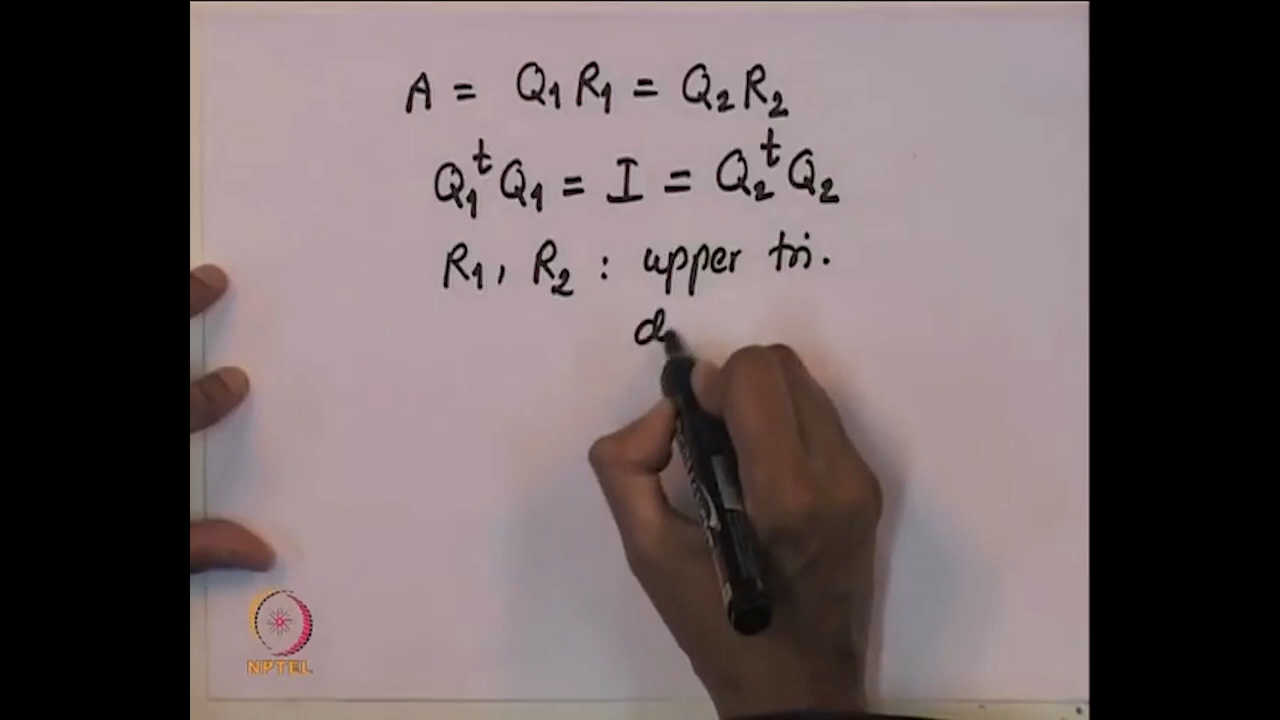 A = Q₁ R₁ = Q₂ R₂
Q₁ᵗ Q₁ = I = Q₂ᵗ Q₂
R₁, R₂ : upper tri.
d
NPTEL